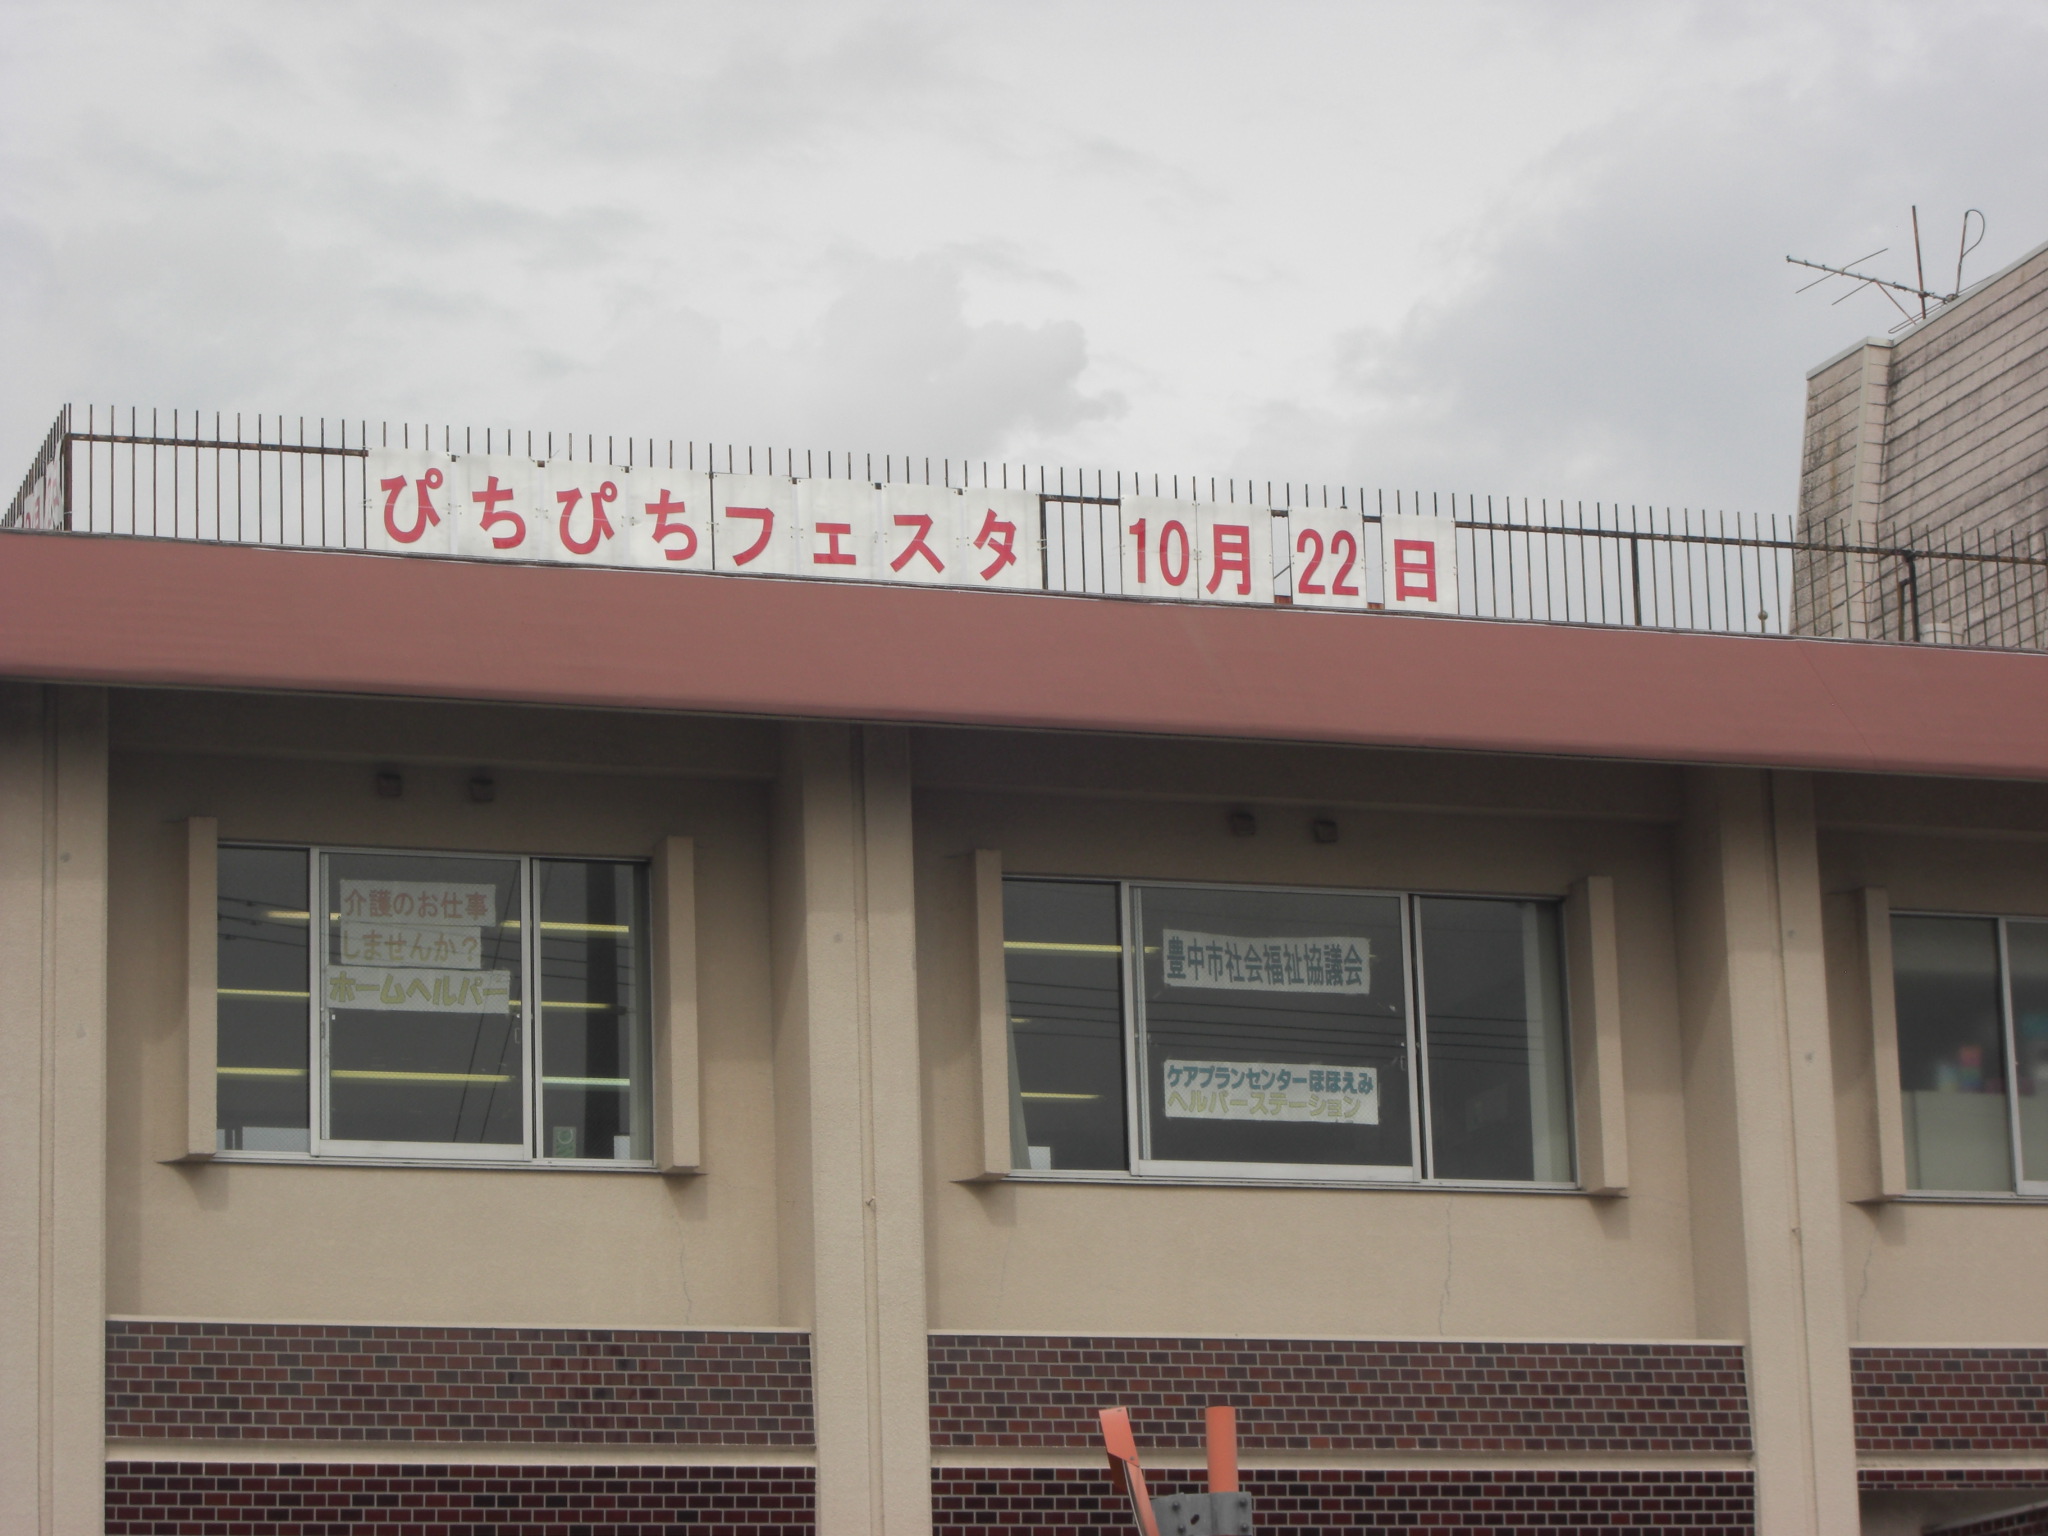 ぴちぴちフェスタ 10月22日
介護のお仕事
しませんか？
ホームヘルパー
豊中市社会福祉協議会
ケアプランセンターほほえみ
ヘルパーステーション